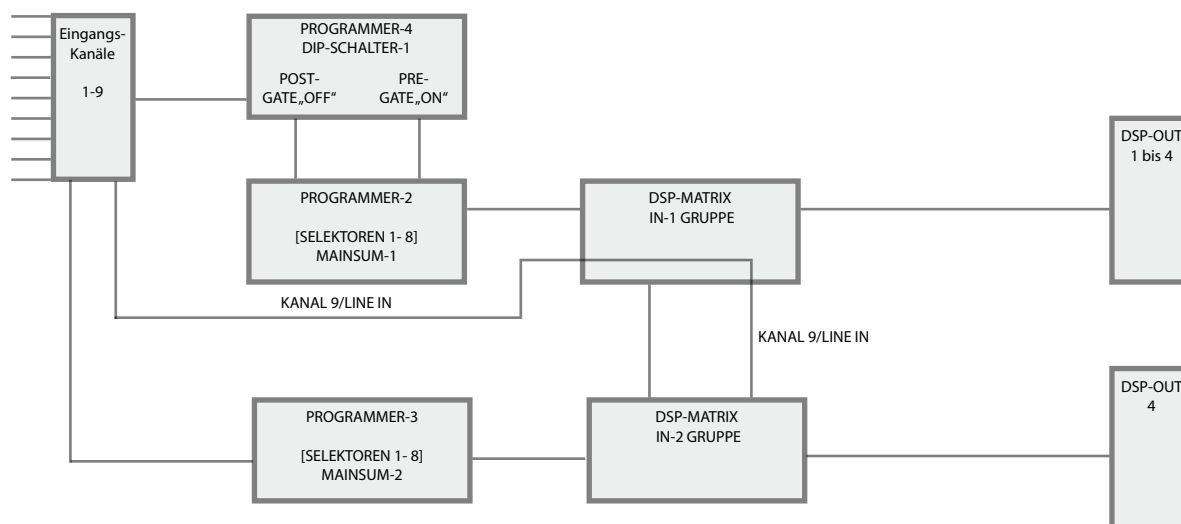 Eingangs-
Kanäle
1-9
PROGRAMMER-4
DIP-SCHALTER-1
POST-
GATE„OFF“
PRE-
GATE„ON“
PROGRAMMER-2
[SELEKTOREN 1- 8]
MAINSUM-1
DSP-MATRIX
IN-1 GRUPPE
DSP-OUT
1 bis 4
KANAL 9/LINE IN
KANAL 9/LINE IN
PROGRAMMER-3
[SELEKTOREN 1- 8]
MAINSUM-2
DSP-MATRIX
IN-2 GRUPPE
DSP-OUT
4